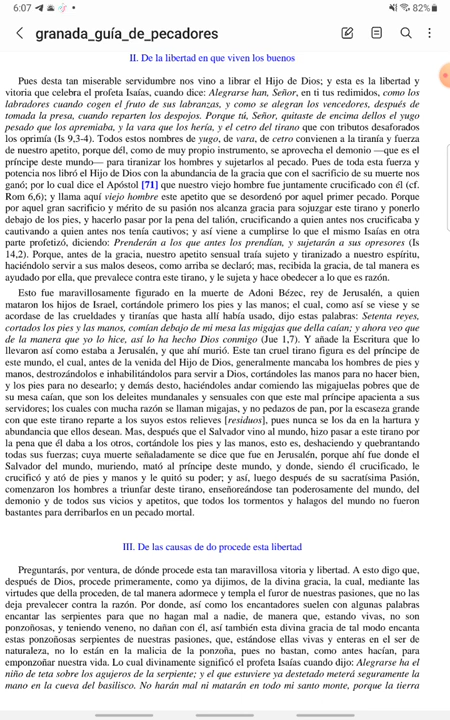 6:07
82%
granada_guía_de_pecadores
II. De la libertad en que viven los buenos
Pues desta tan miserable servidumbre nos vino a librar el Hijo de Dios; y esta es la libertad y
vitoria que celebra el profeta Isaías, cuando dice: Alegrarse han, Señor, en ti tus redimidos, como los
labradores cuando cogen el fruto de sus labranzas, y como se alegran los vencedores, después de
tomada la presa, cuando reparten los despojos. Porque tú, Señor, quitaste de encima dellos el yugo
pesado que los apremiaba, y la vara que los hería, y el cetro del tirano que con tributos desaforados
los oprimía (Is 9,3-4). Todos estos nombres de yugo, de vara, de cetro convienen a la tiranía y fuerza
de nuestro apetito, porque dél, como de muy propio instrumento, se aprovecha el demonio —que es el
príncipe deste mundo— para tiranizar los hombres y sujetarlos al pecado. Pues de toda esta fuerza y
potencia nos libró el Hijo de Dios con la abundancia de la gracia que con el sacrificio de su muerte nos
ganó; por lo cual dice el Apóstol [71] que nuestro viejo hombre fue juntamente crucificado con él (cf.
Rom 6,6); y llama aquí viejo hombre este apetito que se desordenó por aquel primer pecado. Porque
por aquel gran sacrificio y mérito de su pasión nos alcanza gracia para sojuzgar este tirano y ponerlo
debajo de los pies, y hacerlo pasar por la pena del talión, crucificando a quien antes nos crucificaba y
cautivando a quien antes nos tenía cautivos; y así viene a cumplirse lo que el mismo Isaías en otra
parte profetizó, diciendo: Prenderán a los que antes los prendían, y sujetarán a sus opresores (Is
14,2). Porque, antes de la gracia, nuestro apetito sensual traía sujeto y tiranizado a nuestro espíritu,
haciéndolo servir a sus malos deseos, como arriba se declaró; mas, recibida la gracia, de tal manera es
ayudado por ella, que prevalece contra este tirano, y le sujeta y hace obedecer a lo que es razón.
Esto fue maravillosamente figurado en la muerte de Adoni Bézec, rey de Jerusalén, a quien
mataron los hijos de Israel, cortándole primero los pies y las manos; el cual, como así se viese y se
acordase de las crueldades y tiranías que hasta allí había usado, dijo estas palabras: Setenta reyes,
cortados los pies y las manos, comían debajo de mi mesa las migajas que della caían; y ahora veo que
de la manera que yo lo hice, así lo ha hecho Dios conmigo (Jue 1,7). Y añade la Escritura que lo
llevaron así como estaba a Jerusalén, y que ahí murió. Este tan cruel tirano figura es del príncipe de
este mundo, el cual, antes de la venida del Hijo de Dios, generalmente mancaba los hombres de pies y
manos, destrozándolos e inhabilitándolos para servir a Dios, cortándoles las manos para no hacer bien,
y los pies para no desearlo; y demás desto, haciéndoles andar comiendo las migajuelas pobres que de
su mesa caían, que son los deleites mundanales y sensuales con que este mal príncipe apacienta a sus
servidores; los cuales con mucha razón se llaman migajas, y no pedazos de pan, por la escaseza grande
con que este tirano reparte a los suyos estos relieves [residuos], pues nunca se los da en la hartura y
abundancia que ellos desean. Mas, después que el Salvador vino al mundo, hizo pasar a este tirano por
la pena que él daba a los otros, cortándole los pies y las manos, esto es, deshaciendo y quebrantando
todas sus fuerzas; cuya muerte señaladamente se dice que fue en Jerusalén, porque ahí fue donde el
Salvador del mundo, muriendo, mató al príncipe deste mundo, y donde, siendo él crucificado, le
crucificó y ató de pies y manos y le quitó su poder; y así, luego después de su sacratísima Pasión,
comenzaron los hombres a triunfar deste tirano, enseñoreándose tan poderosamente del mundo, del
demonio y de todos sus vicios y apetitos, que todos los tormentos y halagos del mundo no fueron
bastantes para derribarlos en un pecado mortal.
III. De las causas de do procede esta libertad
Preguntarás, por ventura, de dónde procede esta tan maravillosa vitoria y libertad. A esto digo que,
después de Dios, procede primeramente, como ya dijimos, de la divina gracia, la cual, mediante las
virtudes que della proceden, de tal manera adormece y templa el furor de nuestras pasiones, que no las
deja prevalecer contra la razón. Por donde, así como los encantadores suelen con algunas palabras
encantar las serpientes para que no hagan mal a nadie, de manera que, estando vivas, no son
ponzoñosas, y teniendo veneno, no dañan con él, así también esta divina gracia de tal modo encanta
estas ponzoñosas serpientes de nuestras pasiones, que, estándose ellas vivas y enteras en el ser de
naturaleza, no lo están en la malicia de la ponzoña, pues no bastan, como antes hacían, para
emponzoñar nuestra vida. Lo cual divinamente significó el profeta Isaías cuando dijo: Alegrarse ha el
niño de teta sobre los agujeros de la serpiente; y el que estuviere ya destetado meterá seguramente la
mano en la cueva del basilisco. No harán mal ni matarán en todo mi santo monte, porque la tierra